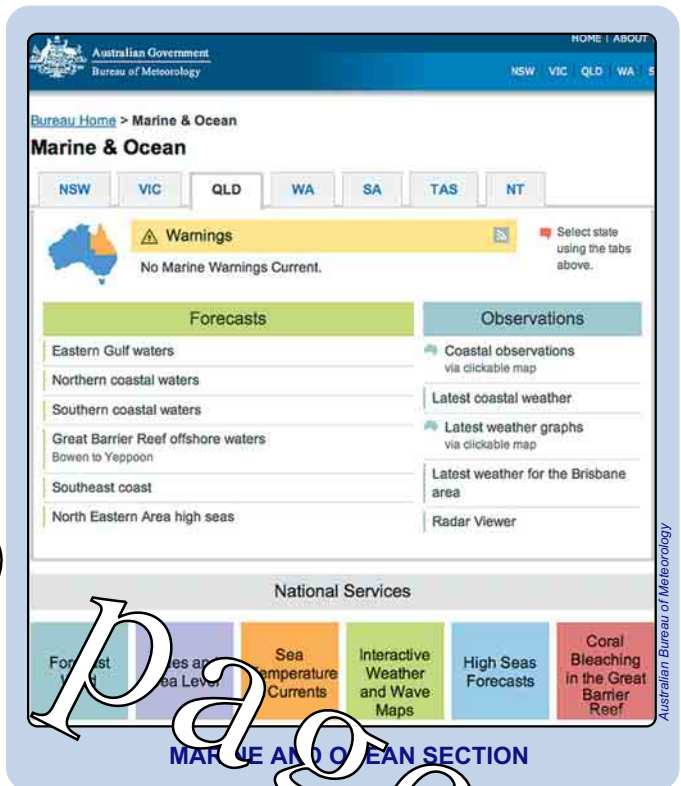 HOME | ABOUT
Australian Government
Bureau of Meteorology
NSW VIC QLD WA S
Bureau Home > Marine & Ocean
Marine & Ocean
NSW VIC QLD WA SA TAS NT
Warnings
No Marine Warnings Current.
Select state
using the tabs
above.
Forecasts
Eastern Gulf waters
Northern coastal waters
Southern coastal waters
Great Barrier Reef offshore waters
Bowen to Yeppoon
Southeast coast
North Eastern Area high seas
Observations
Coastal observations
via clickable map
Latest coastal weather
Latest weather graphs
via clickable map
Latest weather for the Brisbane
area
Radar Viewer
National Services
Sea
Temperature
Currents
Interactive
Weather
and Wave
Maps
High Seas
Forecasts
Coral
Bleaching
in the Great
Barrier
Reef
Australian Bureau of Meteorology
page
MARINE AND OCEAN SECTION